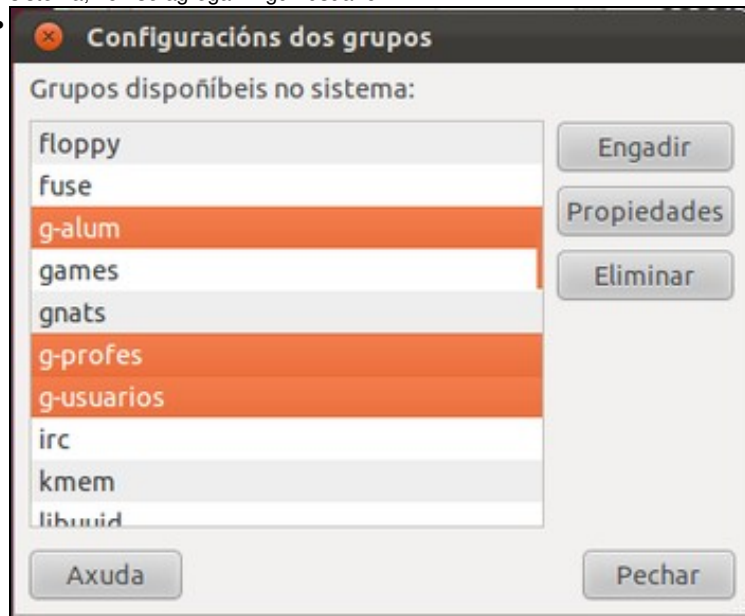 Configuracións dos grupos
Grupos dispoñíbeis no sistema:
floppy
fuse
g-alum
games
gnats
g-profes
g-usuarios
irc
kmem
libuuid
Engadir
Propiedades
Eliminar
Axuda
Pechar